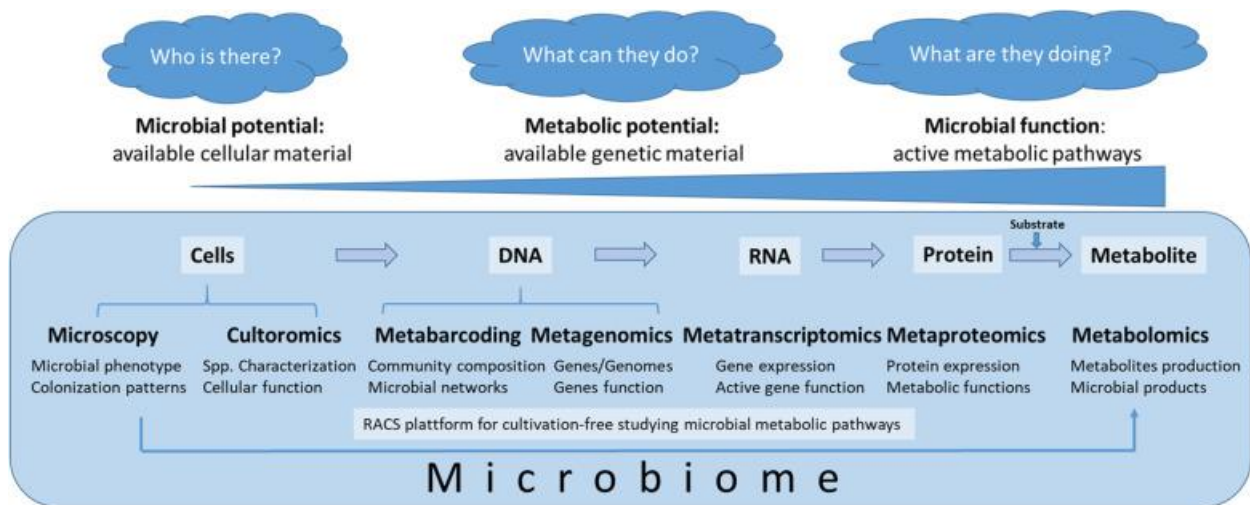 Who is there?
What can they do?
What are they doing?
Microbial potential:
available cellular material
Metabolic potential:
available genetic material
Microbial function:
active metabolic pathways
Cells
DNA
RNA
Protein
Substrate
Metabolite
Microscopy
Microbial phenotype
Colonization patterns
Cultoromics
Spp. Characterization
Cellular function
Metabarcoding
Community composition
Microbial networks
Metagenomics
Genes/Genomes
Genes function
Metatranscriptomics
Gene expression
Active gene function
Metaproteomics
Protein expression
Metabolic functions
Metabolomics
Metabolites production
Microbial products
RACS plattform for cultivation-free studying microbial metabolic pathways
Microbiome